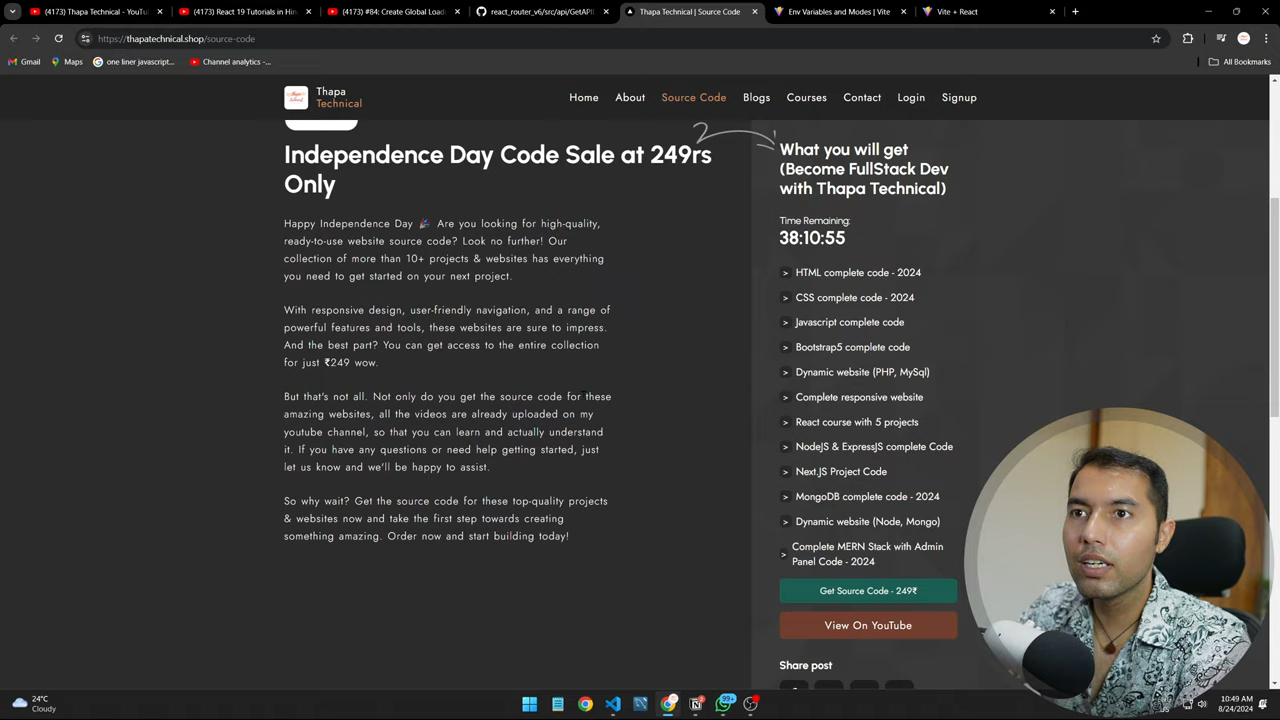 (4173) Thapa Technical - YouTu
(4173) React 19 Tutorials in Hin
(4173) #84: Create Global Load
react_router_v6/src/api/GetAPI
Thapa Technical | Source Code
Env Variables and Modes | Vite
Vite + React
https://thapatechnical.shop/source-code
Gmail
Maps
one liner javascript...
Channel analytics -...
All Bookmarks
Thapa
Technical
Home
About
Source Code
Blogs
Courses
Contact
Login
Signup
Independence Day Code Sale at 249rs
Only
Happy Independence Day 🎉 Are you looking for high-quality,
ready-to-use website source code? Look no further! Our
collection of more than 10+ projects & websites has everything
you need to get started on your next project.
With responsive design, user-friendly navigation, and a range of
powerful features and tools, these websites are sure to impress.
And the best part? You can get access to the entire collection
for just ₹249 wow.
But that's not all. Not only do you get the source code for these
amazing websites, all the videos are already uploaded on my
youtube channel, so that you can learn and actually understand
it. If you have any questions or need help getting started, just
let us know and we'll be happy to assist.
So why wait? Get the source code for these top-quality projects
& websites now and take the first step towards creating
something amazing. Order now and start building today!
What you will get
(Become FullStack Dev
with Thapa Technical)
Time Remaining:
38:10:55
> HTML complete code - 2024
> CSS complete code - 2024
> Javascript complete code
> Bootstrap5 complete code
> Dynamic website (PHP, MySql)
> Complete responsive website
> React course with 5 projects
> NodeJS & ExpressJS complete Code
> Next.JS Project Code
> MongoDB complete code - 2024
> Dynamic website (Node, Mongo)
> Complete MERN Stack with Admin
Panel Code - 2024
Get Source Code - 249₹
View On YouTube
Share post
24°C
Cloudy
99+
10:49 AM
8/24/2024